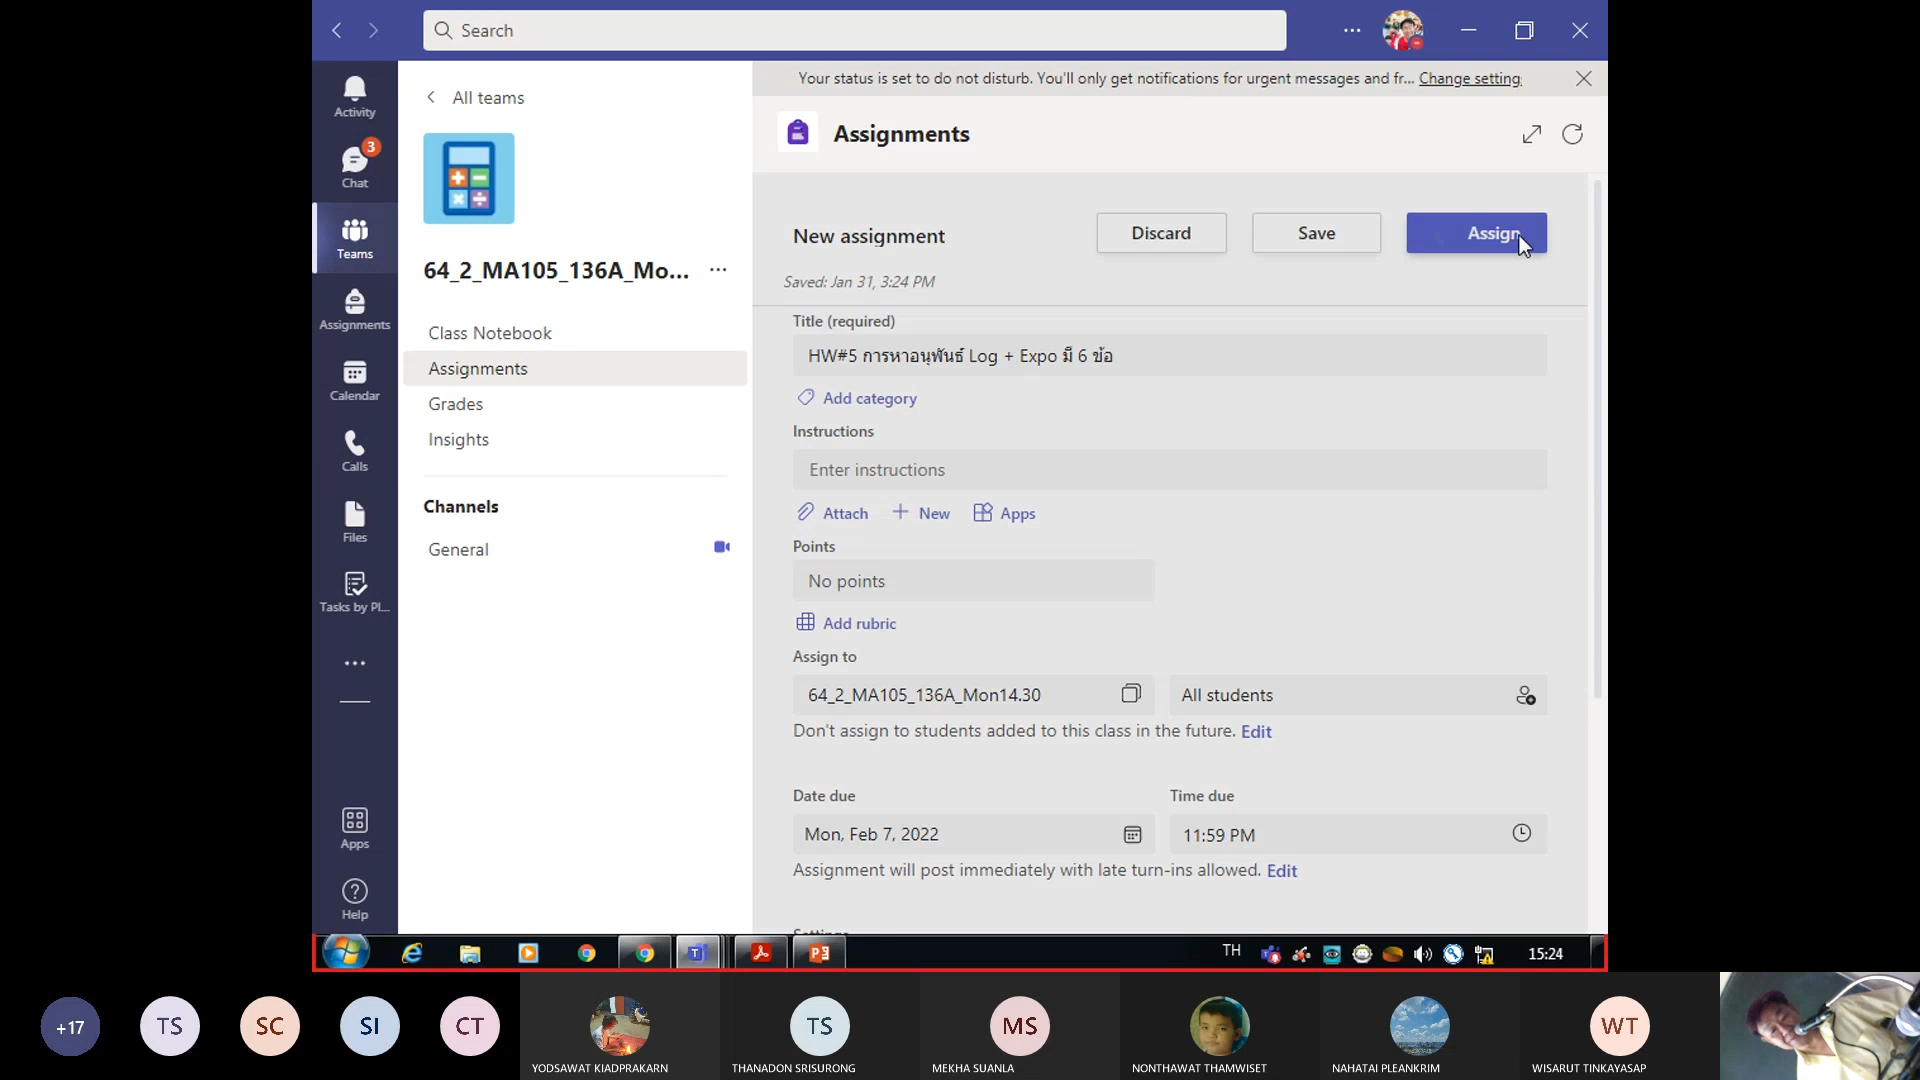 Search
Your status is set to do not disturb. You'll only get notifications for urgent messages and fr... Change setting
Activity
All teams
Assignments
3
Chat
Teams
New assignment
Discard
Save
Assign
64_2_MA105_136A_Mo...
Saved: Jan 31, 3:24 PM
Assignments
Class Notebook
Title (required)
HW#5 การหาอนุพันธ์ Log + Expo มี 6 ข้อ
Assignments
Grades
Add category
Calendar
Insights
Instructions
Enter instructions
Calls
Channels
Attach
New
Apps
Files
General
Points
No points
Tasks by Pl...
Add rubric
Assign to
64_2_MA105_136A_Mon14.30
All students
Don't assign to students added to this class in the future. Edit
Date due
Time due
Mon, Feb 7, 2022
11:59 PM
Apps
Assignment will post immediately with late turn-ins allowed. Edit
Help
Settings
TH
15:24
+17
TS
SC
SI
CT
TS
MS
WT
YODSAWAT KIADPRAKARN
THANADON SRISURONG
MEKHA SUANLA
NONTHAWAT THAMWISET
NAHATAI PLEANKRIM
WISARUT TINKAYASAP